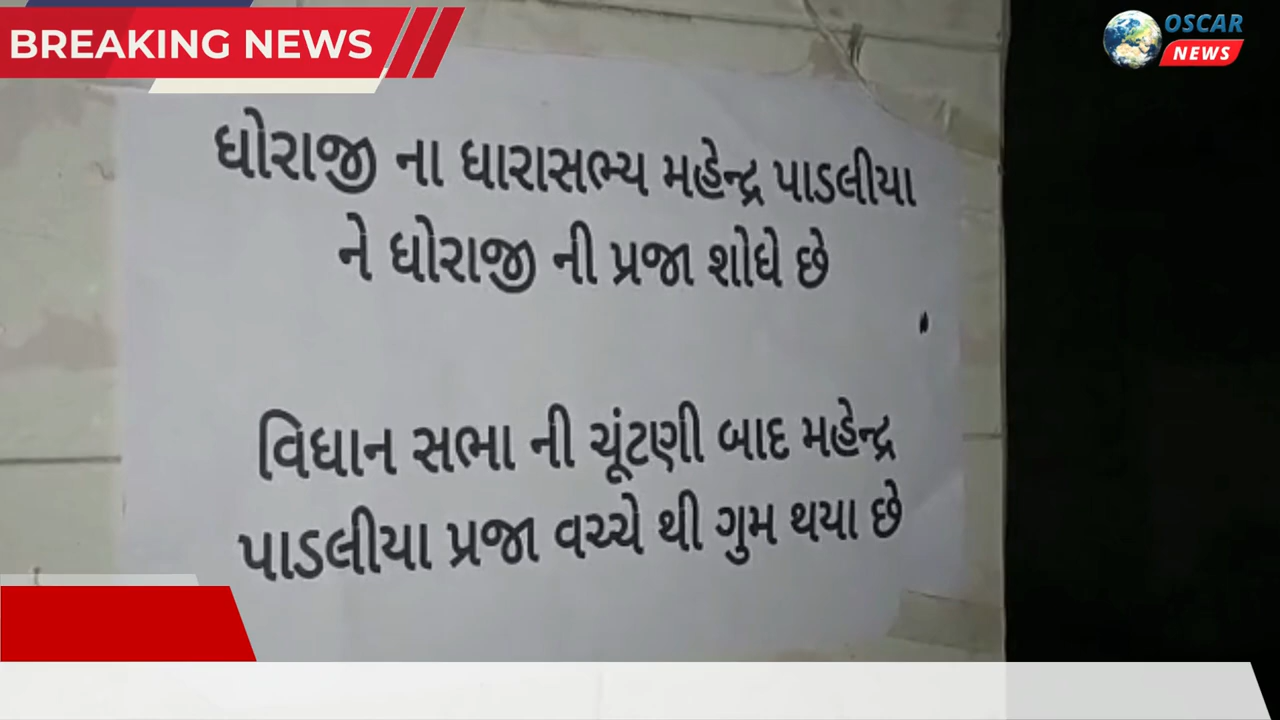 BREAKING NEWS
OSCAR
NEWS
ધોરાજી ના ધારાસભ્ય મહેન્દ્ર પાડલીયા
ને ધોરાજી ની પ્રજા શોધે છે
વિધાન સભા ની ચૂંટણી બાદ મહેન્દ્ર
પાડલીયા પ્રજા વચ્ચે થી ગુમ થયા છે